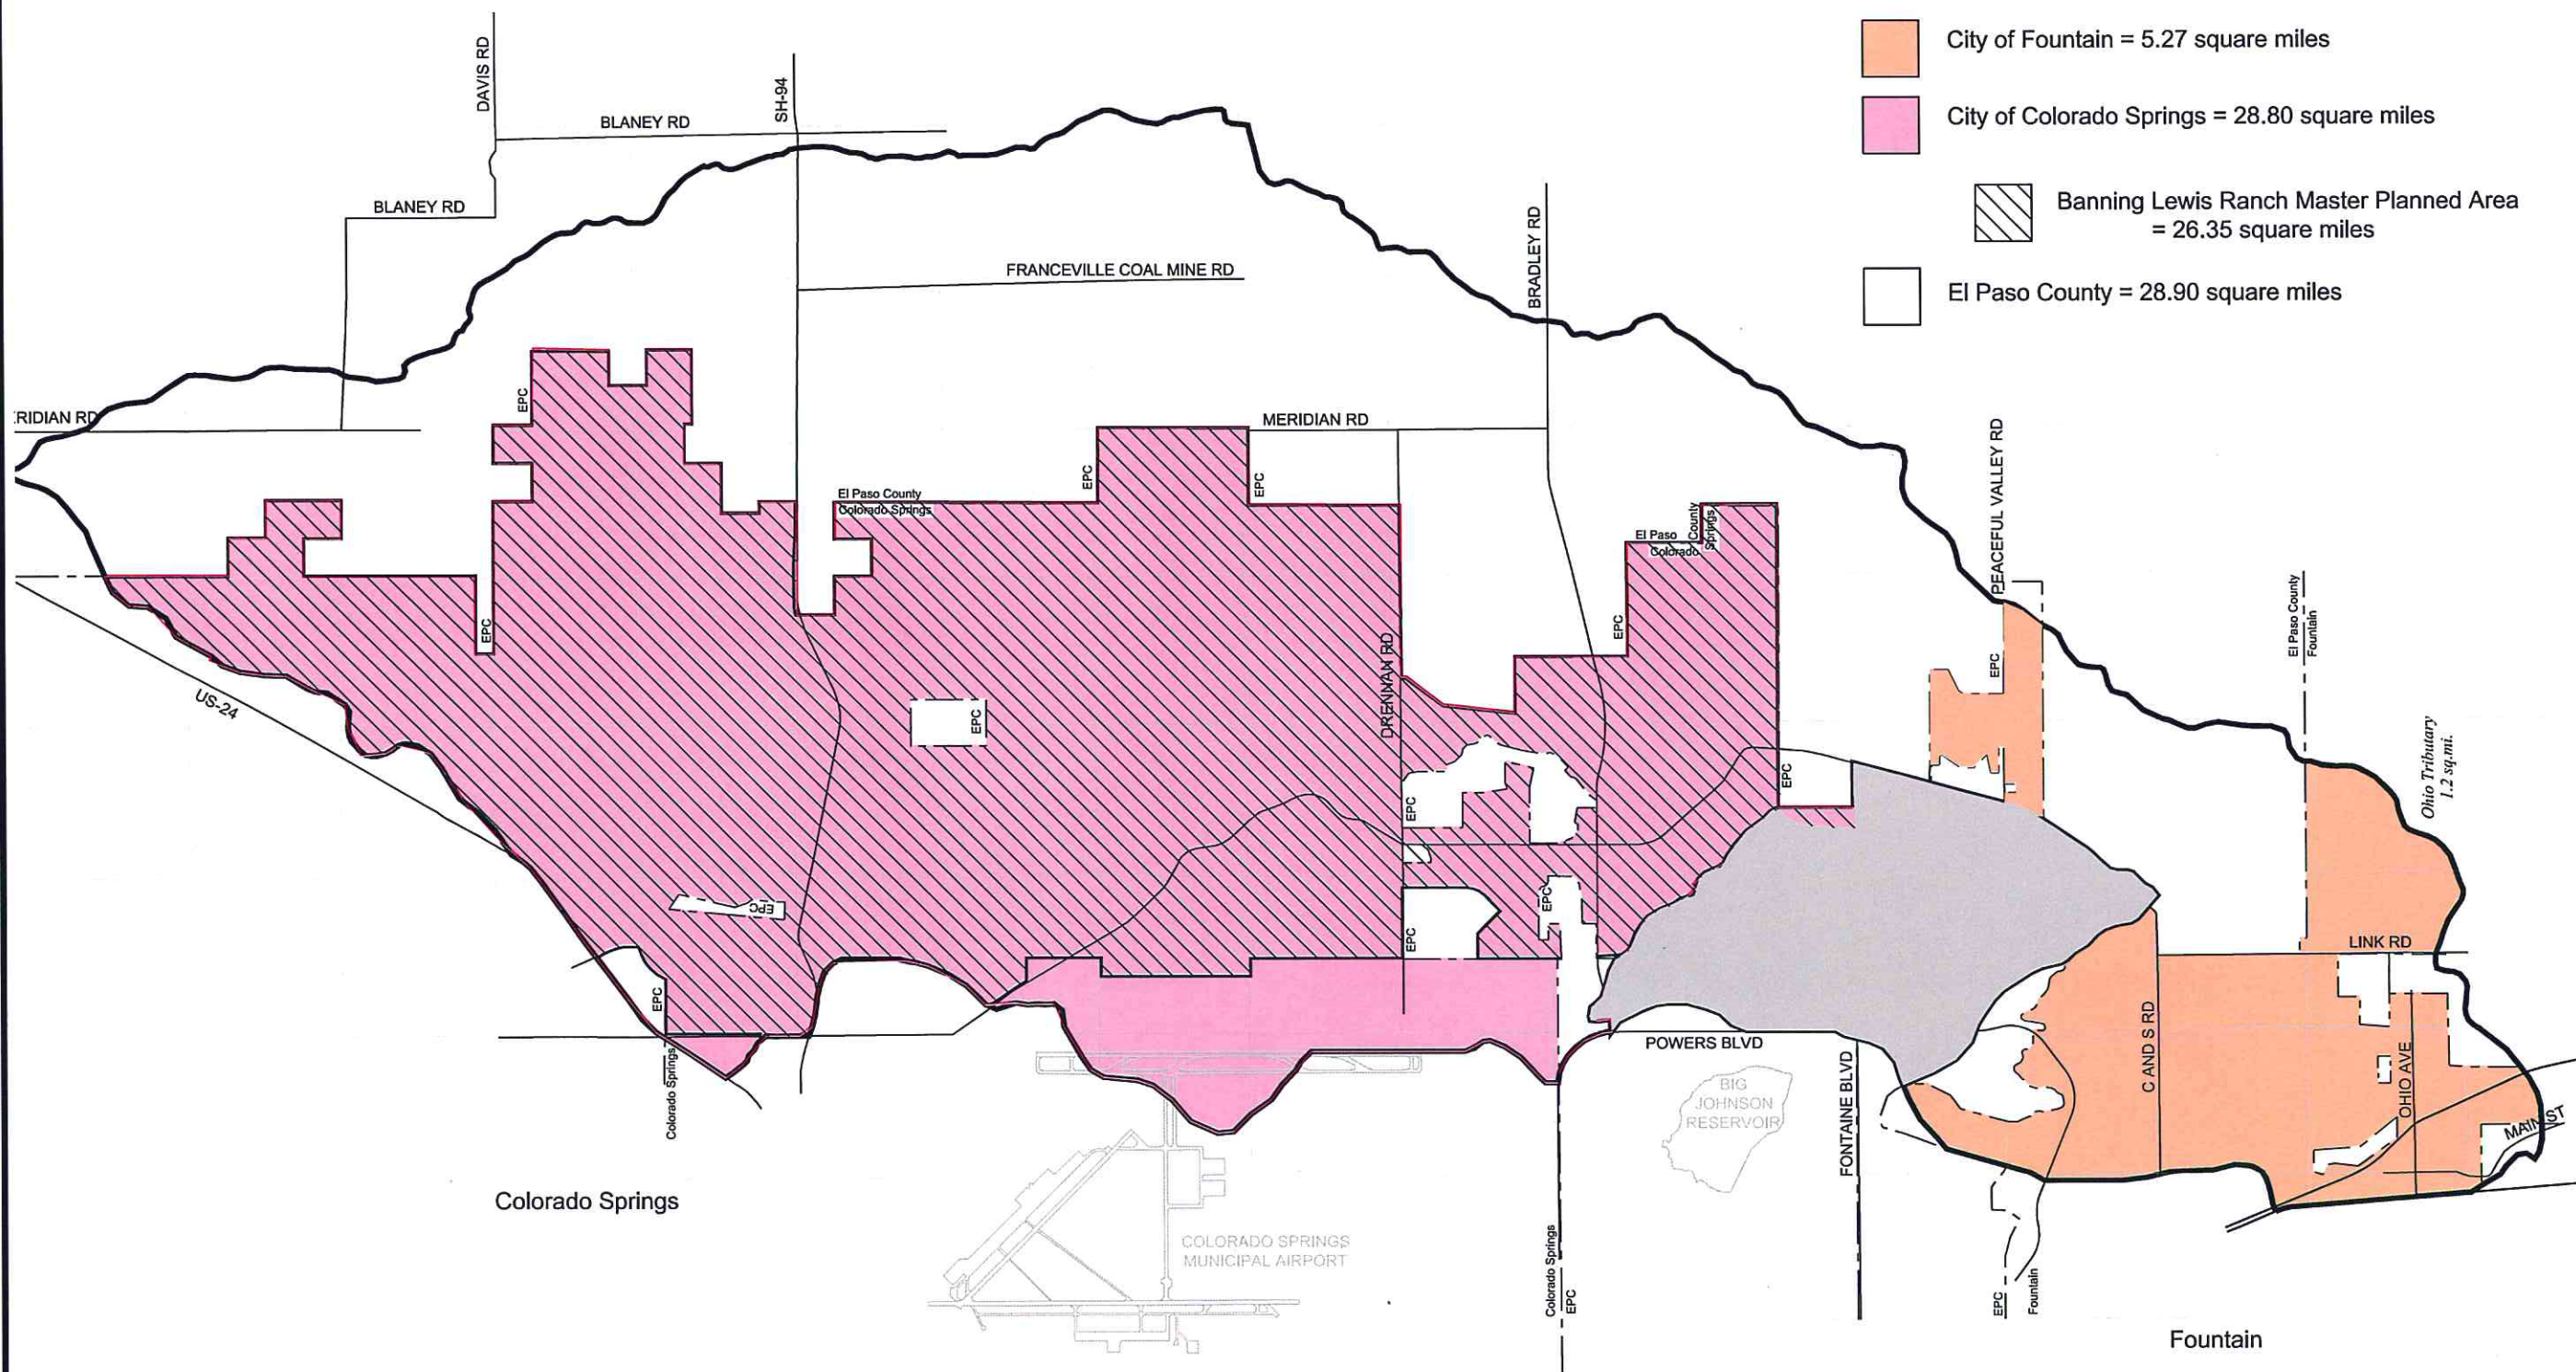 City of Fountain = 5.27 square miles
City of Colorado Springs = 28.80 square miles
Banning Lewis Ranch Master Planned Area
= 26.35 square miles
El Paso County = 28.90 square miles
DAVIS RD
SH-94
BLANEY RD
BLANEY RD
FRANCEVILLE COAL MINE RD
BRADLEY RD
RIDIAN RD
MERIDIAN RD
PEACEFUL VALLEY RD
EPC
EPC
EPC
El Paso County
Colorado Springs
El Paso
Colorado
County
Springs
EPC
EPC
EPC
El Paso County
Fountain
US-24
EPC
DRENNAN RD
EPC
EPC
Ohio Tributary
1.2 sq.mi.
EPC
EPC
EPC
EPC
EPC
LINK RD
C AND S RD
OHIO AVE
MAIN ST
POWERS BLVD
FONTAINE BLVD
BIG
JOHNSON
RESERVOIR
Colorado Springs
Colorado Springs
COLORADO SPRINGS
MUNICIPAL AIRPORT
Colorado Springs
EPC
EPC
Fountain
Fountain